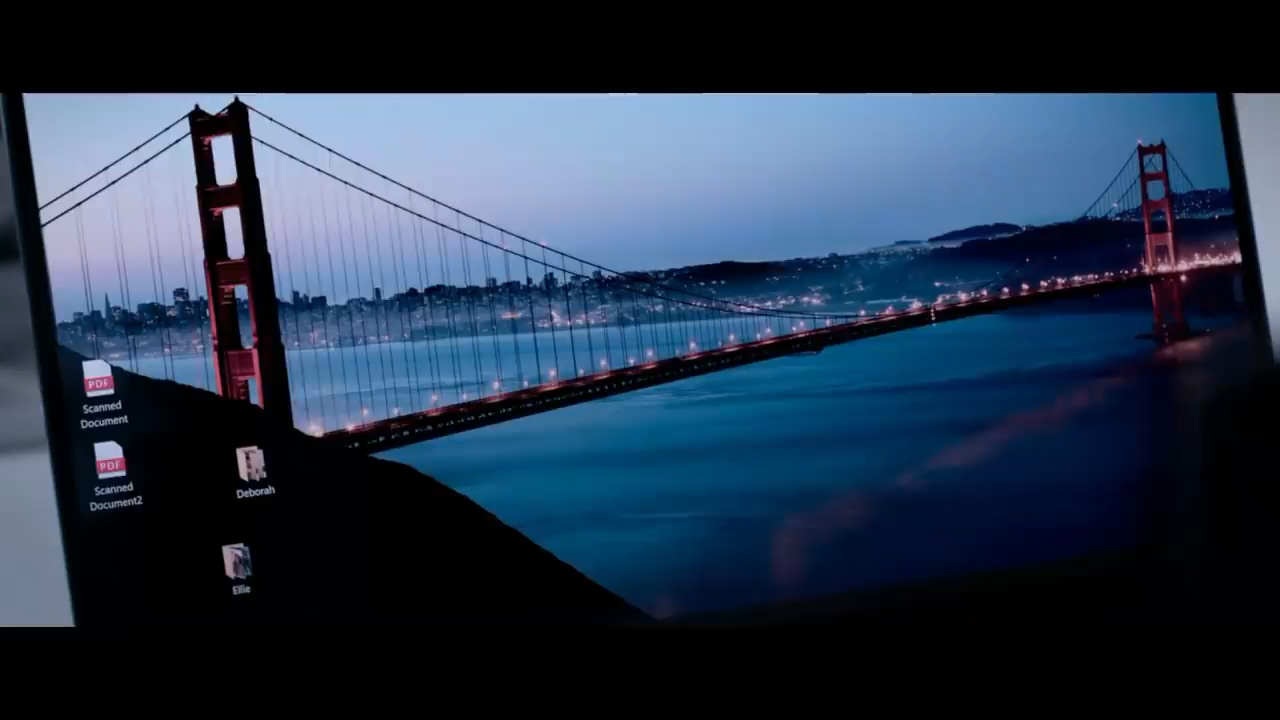 PDF
Scanned
Document
PDF
Scanned
Document2
Deborah
Ellie